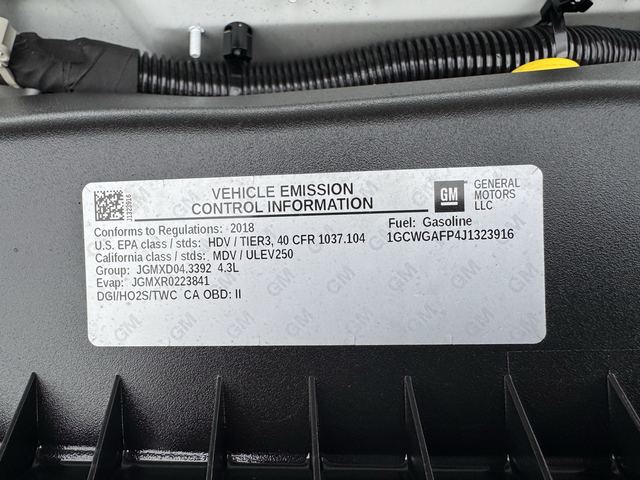 J1323916
VEHICLE EMISSION
CONTROL INFORMATION
GM
GENERAL
MOTORS
LLC
Conforms to Regulations: 2018
U.S. EPA class / stds: HDV / TIER3, 40 CFR 1037.104
California class / stds: MDV / ULEV250
Group: JGMXD04.3392 4.3L
Evap: JGMXR0223841
DGI/HO2S/TWC CA OBD: II
Fuel: Gasoline
1GCWGAFP4J1323916